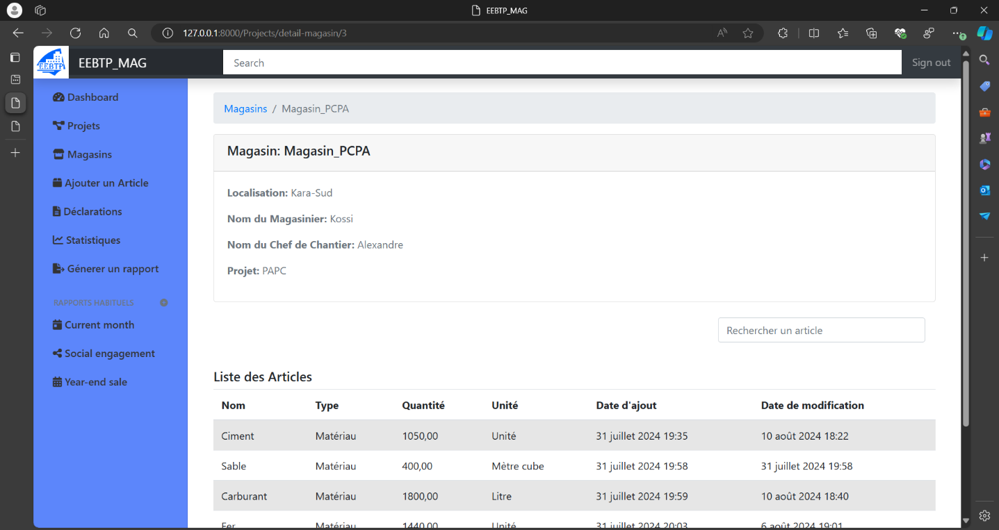 EEBTP_MAG
127.0.0.1:8000/Projects/detail-magasin/3
EEBTP
EEBTP_MAG
Search
Sign out
Dashboard
Projets
Magasins
Ajouter un Article
Déclarations
Statistiques
Génerer un rapport
RAPPORTS HABITUELS
Current month
Social engagement
Year-end sale
Magasins / Magasin_PCPA
Magasin: Magasin_PCPA
Localisation: Kara-Sud
Nom du Magasinier: Kossi
Nom du Chef de Chantier: Alexandre
Projet: PAPC
Rechercher un article
Liste des Articles
Nom Type Quantité Unité Date d'ajout Date de modification
Ciment Matériau 1050,00 Unité 31 juillet 2024 19:35 10 août 2024 18:22
Sable Matériau 400,00 Mètre cube 31 juillet 2024 19:58 31 juillet 2024 19:58
Carburant Matériau 1800,00 Litre 31 juillet 2024 19:59 10 août 2024 18:40
Fer Matériau 1440,00 Unité 31 juillet 2024 20:03 6 août 2024 19:01